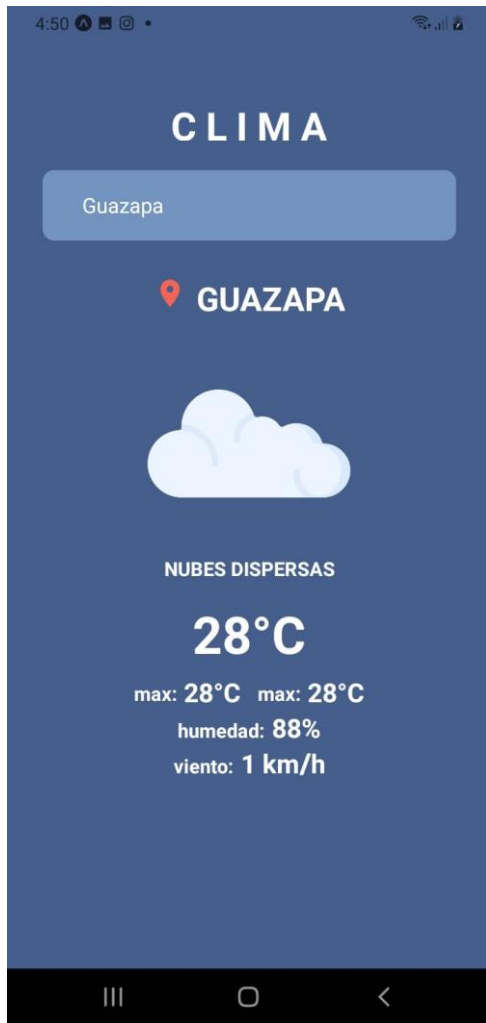 4:50
CLIMA
Guazapa
GUAZAPA
NUBES DISPERSAS
28°C
max: 28°C max: 28°C
humedad: 88%
viento: 1 km/h